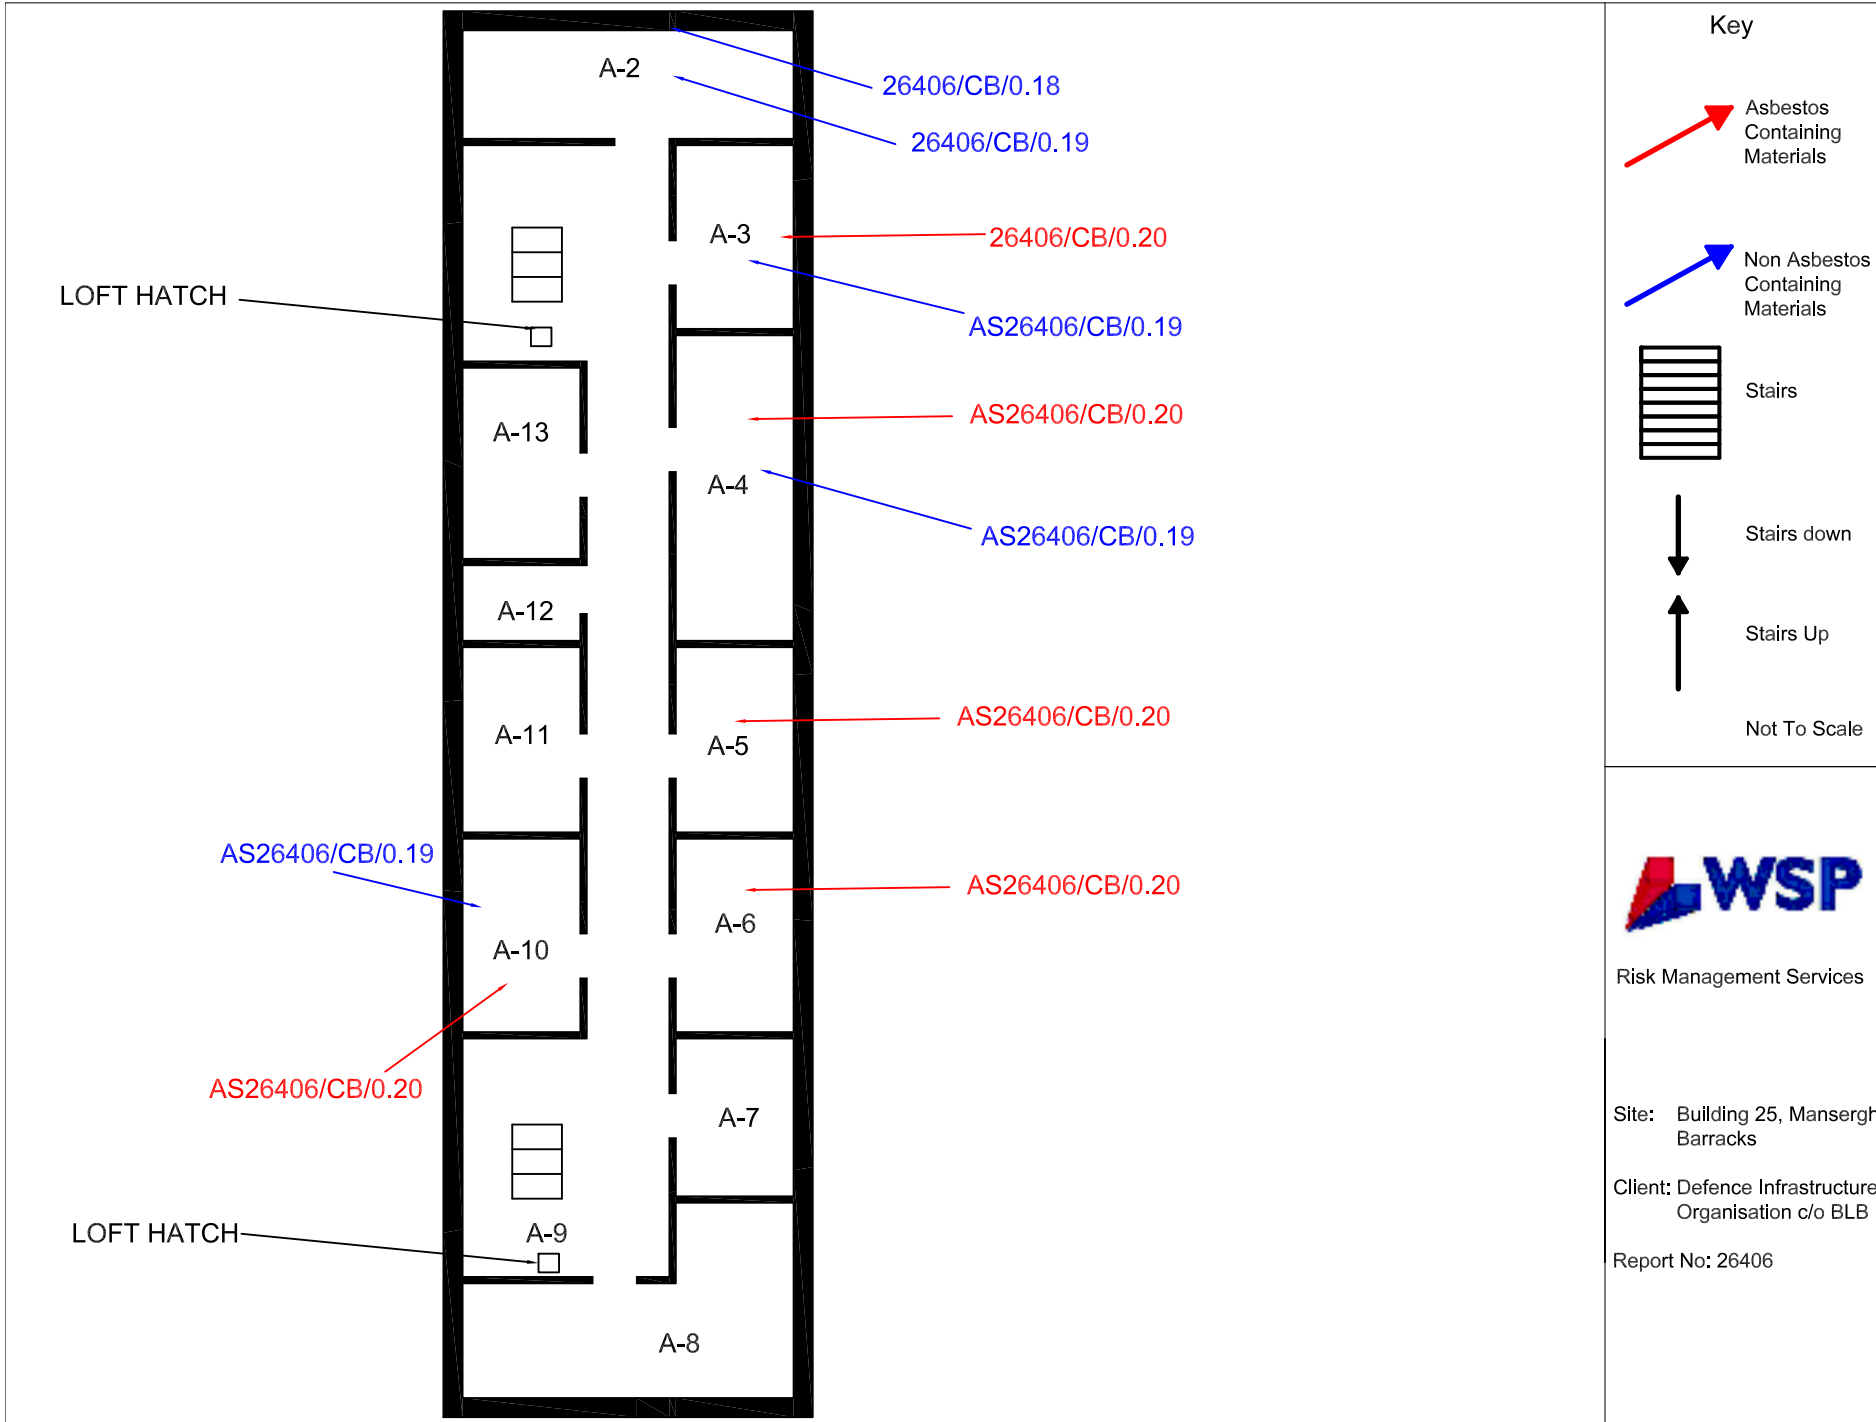 A-2
26406/CB/0.18
26406/CB/0.19
A-3
26406/CB/0.20
LOFT HATCH
AS26406/CB/0.19
AS26406/CB/0.20
A-13
A-4
AS26406/CB/0.19
A-12
A-11
AS26406/CB/0.20
A-5
AS26406/CB/0.19
AS26406/CB/0.20
A-6
A-10
AS26406/CB/0.20
A-7
LOFT HATCH
A-9
A-8
Key
Asbestos
Containing
Materials
Non Asbestos
Containing
Materials
Stairs
Stairs down
Stairs Up
Not To Scale
WSP
Risk Management Services
Site: Building 25, Mansergh
Barracks
Client: Defence Infrastructure
Organisation c/o BLB
Report No: 26406